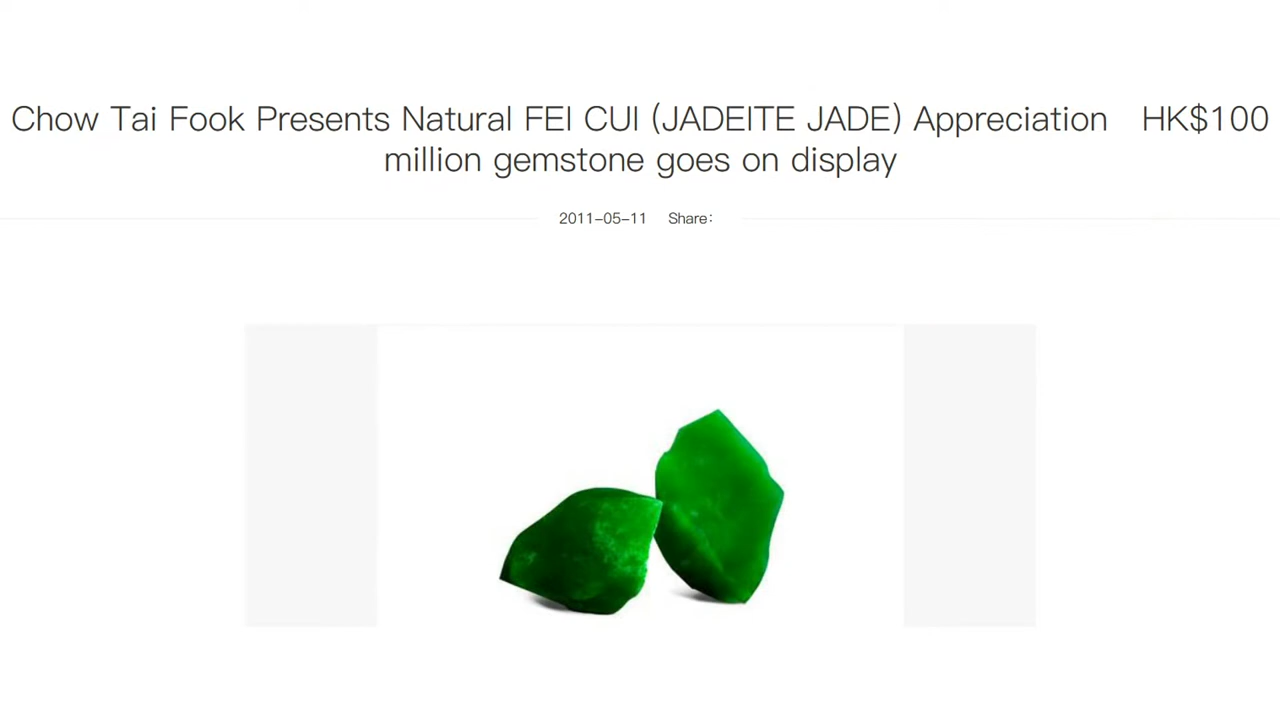 Chow Tai Fook Presents Natural FEI CUI (JADEITE JADE) Appreciation HK$100
million gemstone goes on display
2011-05-11 Share: